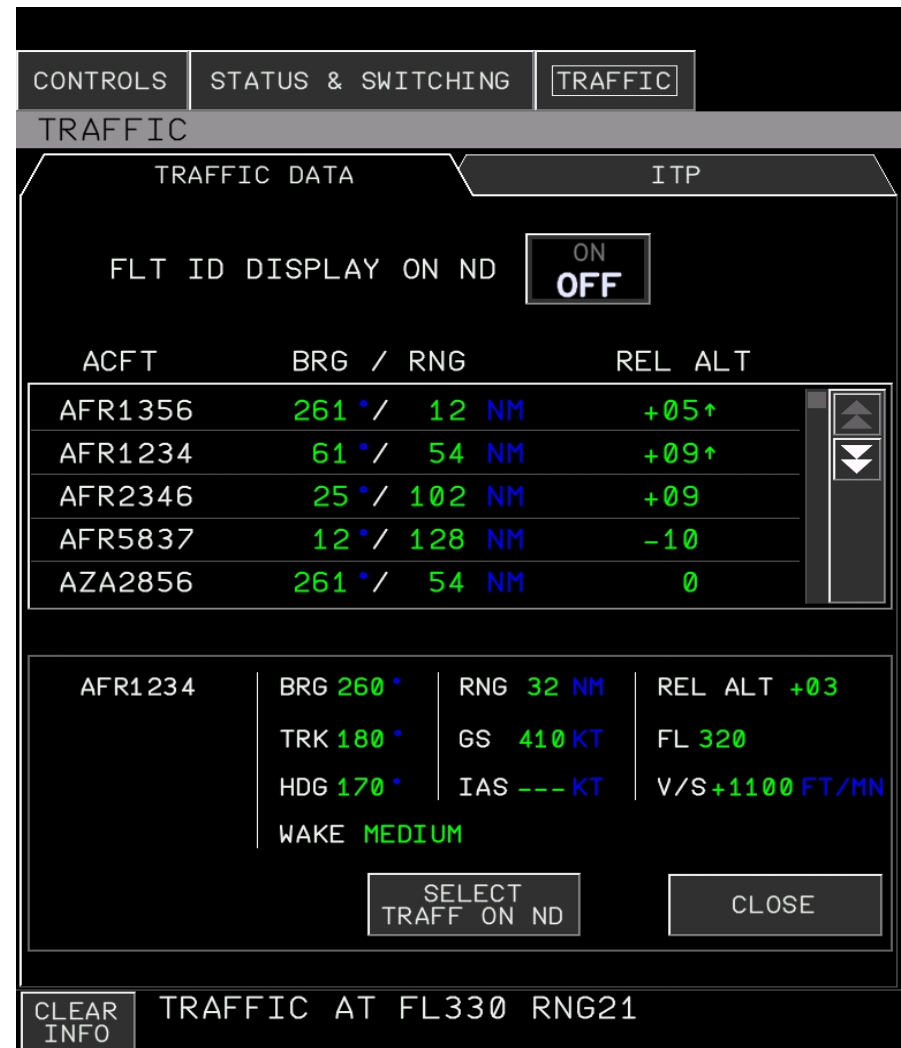 CONTROLS STATUS & SWITCHING TRAFFIC
TRAFFIC
TRAFFIC DATA ITP
FLT ID DISPLAY ON ND ON
OFF
ACFT BRG / RNG REL ALT
AFR1356 261°/ 12 NM +05↑
AFR1234 61°/ 54 NM +09↑
AFR2346 25°/ 102 NM +09
AFR5837 12°/ 128 NM -10
AZA2856 261°/ 54 NM 0
AFR1234 BRG 260° RNG 32 NM REL ALT +03
TRK 180° GS 410 KT FL 320
HDG 170° IAS --- KT V/S +1100 FT/MN
WAKE MEDIUM
SELECT
TRAFF ON ND
CLOSE
CLEAR
INFO
TRAFFIC AT FL330 RNG21